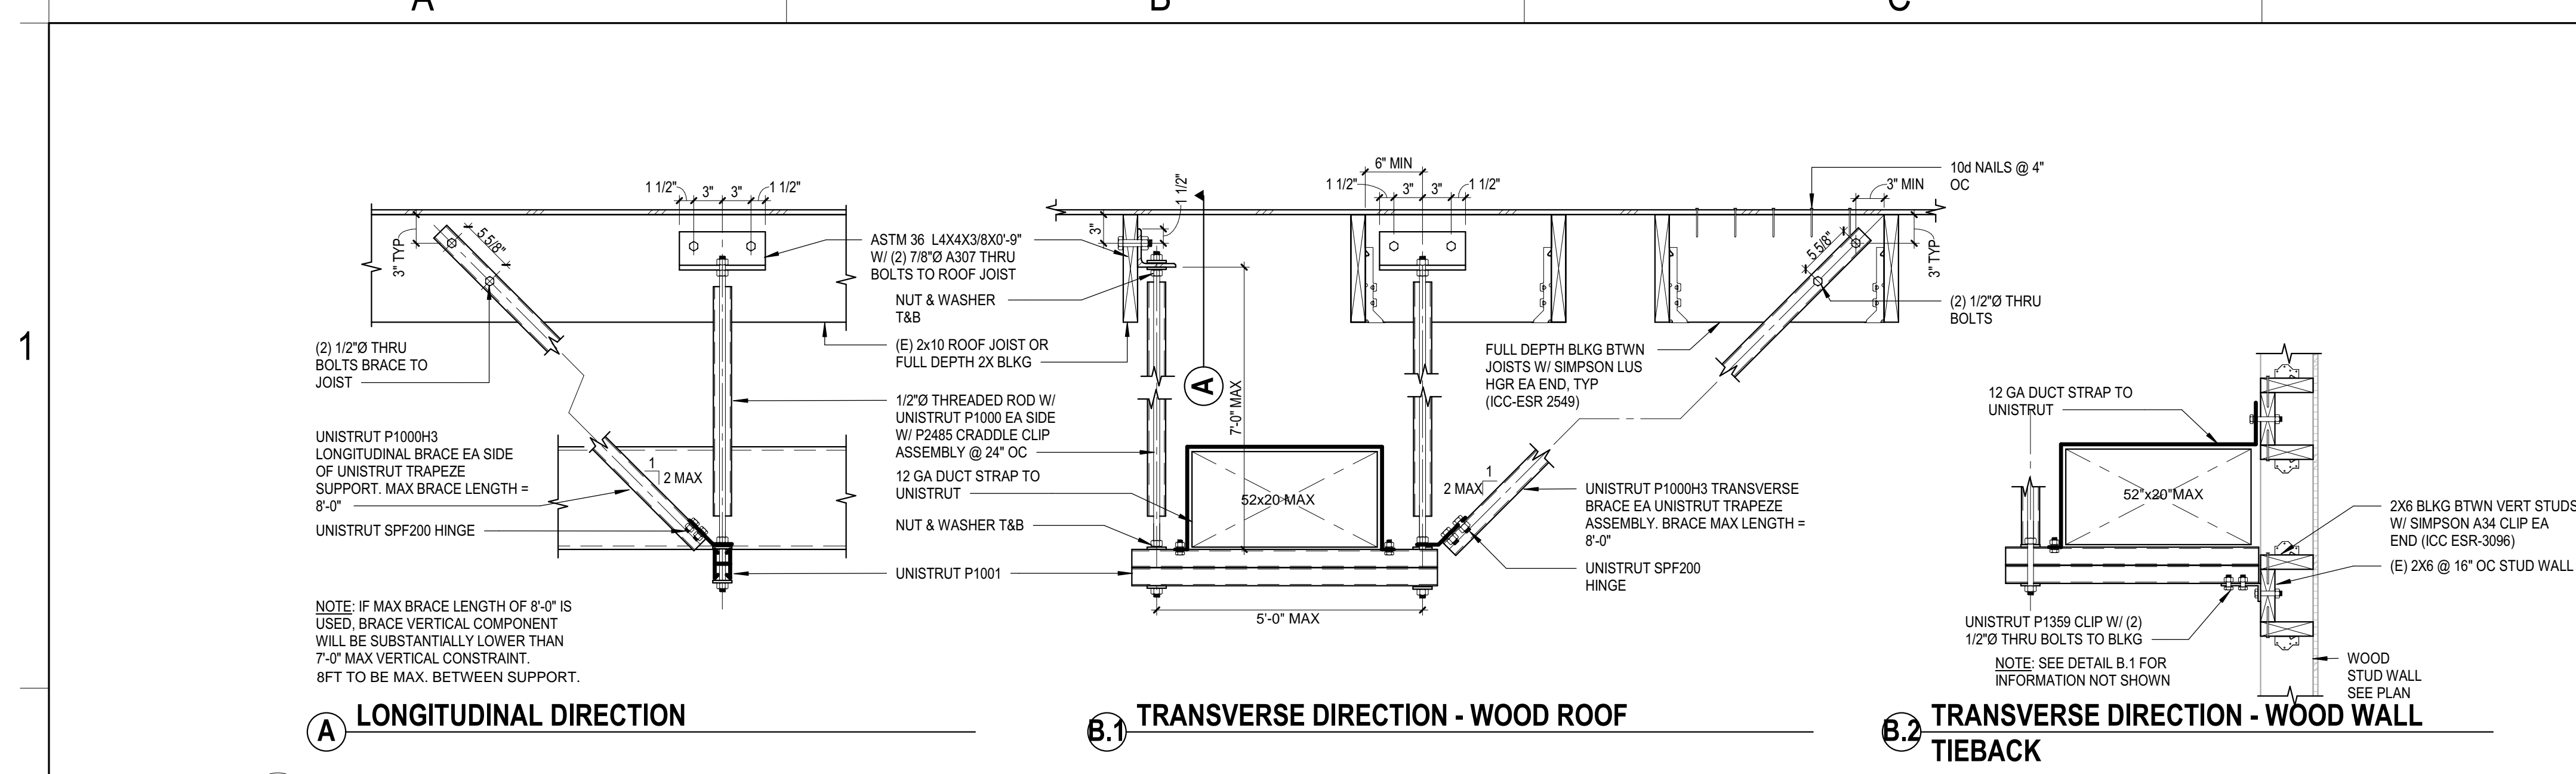 A
B
C
1
1 1/2"
3"
3"
1 1/2"
3" TYP
5 5/8"
(2) 1/2"Ø THRU
BOLTS BRACE TO
JOIST
UNISTRUT P1000H3
LONGITUDINAL BRACE EA SIDE
OF UNISTRUT TRAPEZE
SUPPORT. MAX BRACE LENGTH =
8'-0"
UNISTRUT SPF200 HINGE
1
2 MAX
NOTE: IF MAX BRACE LENGTH OF 8'-0" IS
USED, BRACE VERTICAL COMPONENT
WILL BE SUBSTANTIALLY LOWER THAN
7'-0" MAX VERTICAL CONSTRAINT.
8FT TO BE MAX. BETWEEN SUPPORT.
A
LONGITUDINAL DIRECTION
ASTM 36 L4X4X3/8X0'-9"
W/ (2) 7/8"Ø A307 THRU
BOLTS TO ROOF JOIST
NUT & WASHER
T&B
(E) 2x10 ROOF JOIST OR
FULL DEPTH 2X BLKG
1/2"Ø THREADED ROD W/
UNISTRUT P1000 EA SIDE
W/ P2485 CRADDLE CLIP
ASSEMBLY @ 24" OC
12 GA DUCT STRAP TO
UNISTRUT
NUT & WASHER T&B
UNISTRUT P1001
3"
1 1/2"
A
7'-0" MAX
6" MIN
1 1/2"
3"
3"
1 1/2"
52x20 MAX
5'-0" MAX
1
2 MAX
10d NAILS @ 4"
OC
3" MIN
5 5/8"
3" TYP
(2) 1/2"Ø THRU
BOLTS
FULL DEPTH BLKG BTWN
JOISTS W/ SIMPSON LUS
HGR EA END, TYP
(ICC-ESR 2549)
UNISTRUT P1000H3 TRANSVERSE
BRACE EA UNISTRUT TRAPEZE
ASSEMBLY. BRACE MAX LENGTH =
8'-0"
UNISTRUT SPF200
HINGE
B.1
TRANSVERSE DIRECTION - WOOD ROOF
12 GA DUCT STRAP TO
UNISTRUT
52"x20"MAX
2X6 BLKG BTWN VERT STUDS
W/ SIMPSON A34 CLIP EA
END (ICC ESR-3096)
(E) 2X6 @ 16" OC STUD WALL
UNISTRUT P1359 CLIP W/ (2)
1/2"Ø THRU BOLTS TO BLKG
NOTE: SEE DETAIL B.1 FOR
INFORMATION NOT SHOWN
WOOD
STUD WALL
SEE PLAN
B.2
TRANSVERSE DIRECTION - WOOD WALL
TIEBACK